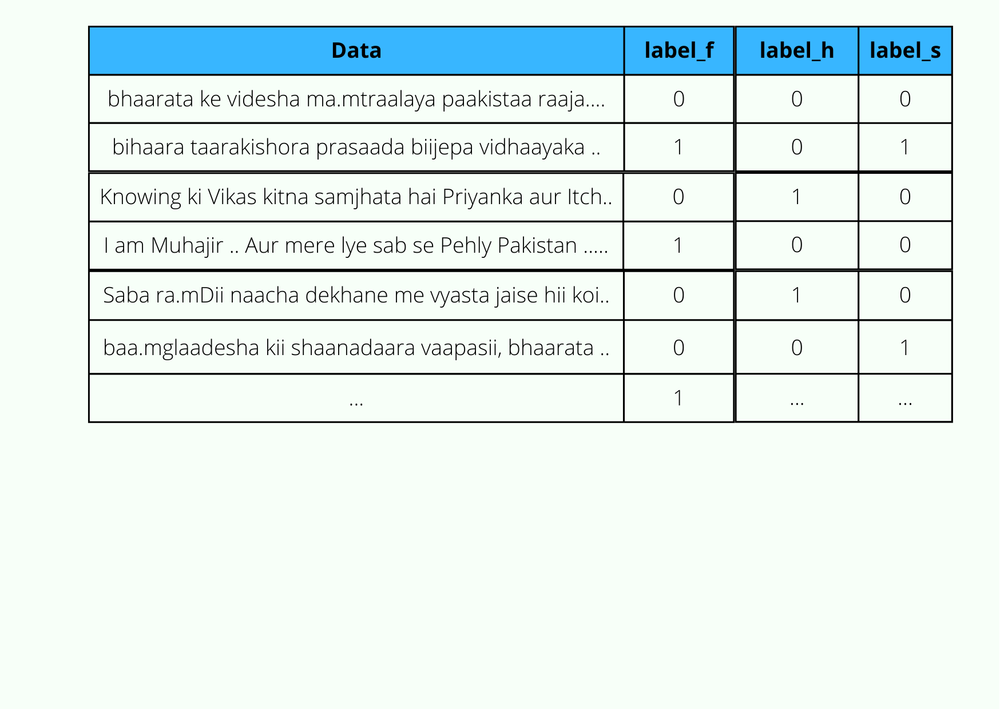 Data label_f label_h label_s
bhaarata ke videsha ma.mtraalaya paakistaa raaja.... 0 0 0
bihaara taarakishora prasaada biijepa vidhaayaka .. 1 0 1
Knowing ki Vikas kitna samjhata hai Priyanka aur Itch.. 0 1 0
I am Muhajir .. Aur mere lye sab se Pehly Pakistan ..... 1 0 0
Saba ra.mDii naacha dekhane me vyasta jaise hii koi.. 0 1 0
baa.mglaadesha kii shaanadaara vaapasii, bhaarata .. 0 0 1
... 1 ... ...